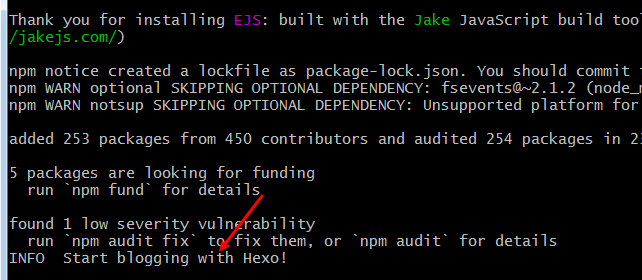 Thank you for installing EJS: built with the Jake JavaScript build tool
/jakejs.com/)
npm notice created a lockfile as package-lock.json. You should commit
npm WARN optional SKIPPING OPTIONAL DEPENDENCY: fsevents@~2.1.2 (node_
npm WARN notsup SKIPPING OPTIONAL DEPENDENCY: Unsupported platform for
added 253 packages from 450 contributors and audited 254 packages in
5 packages are looking for funding
run `npm fund` for details
found 1 low severity vulnerability
run `npm audit fix` to fix them, or `npm audit` for details
INFO  Start blogging with Hexo!